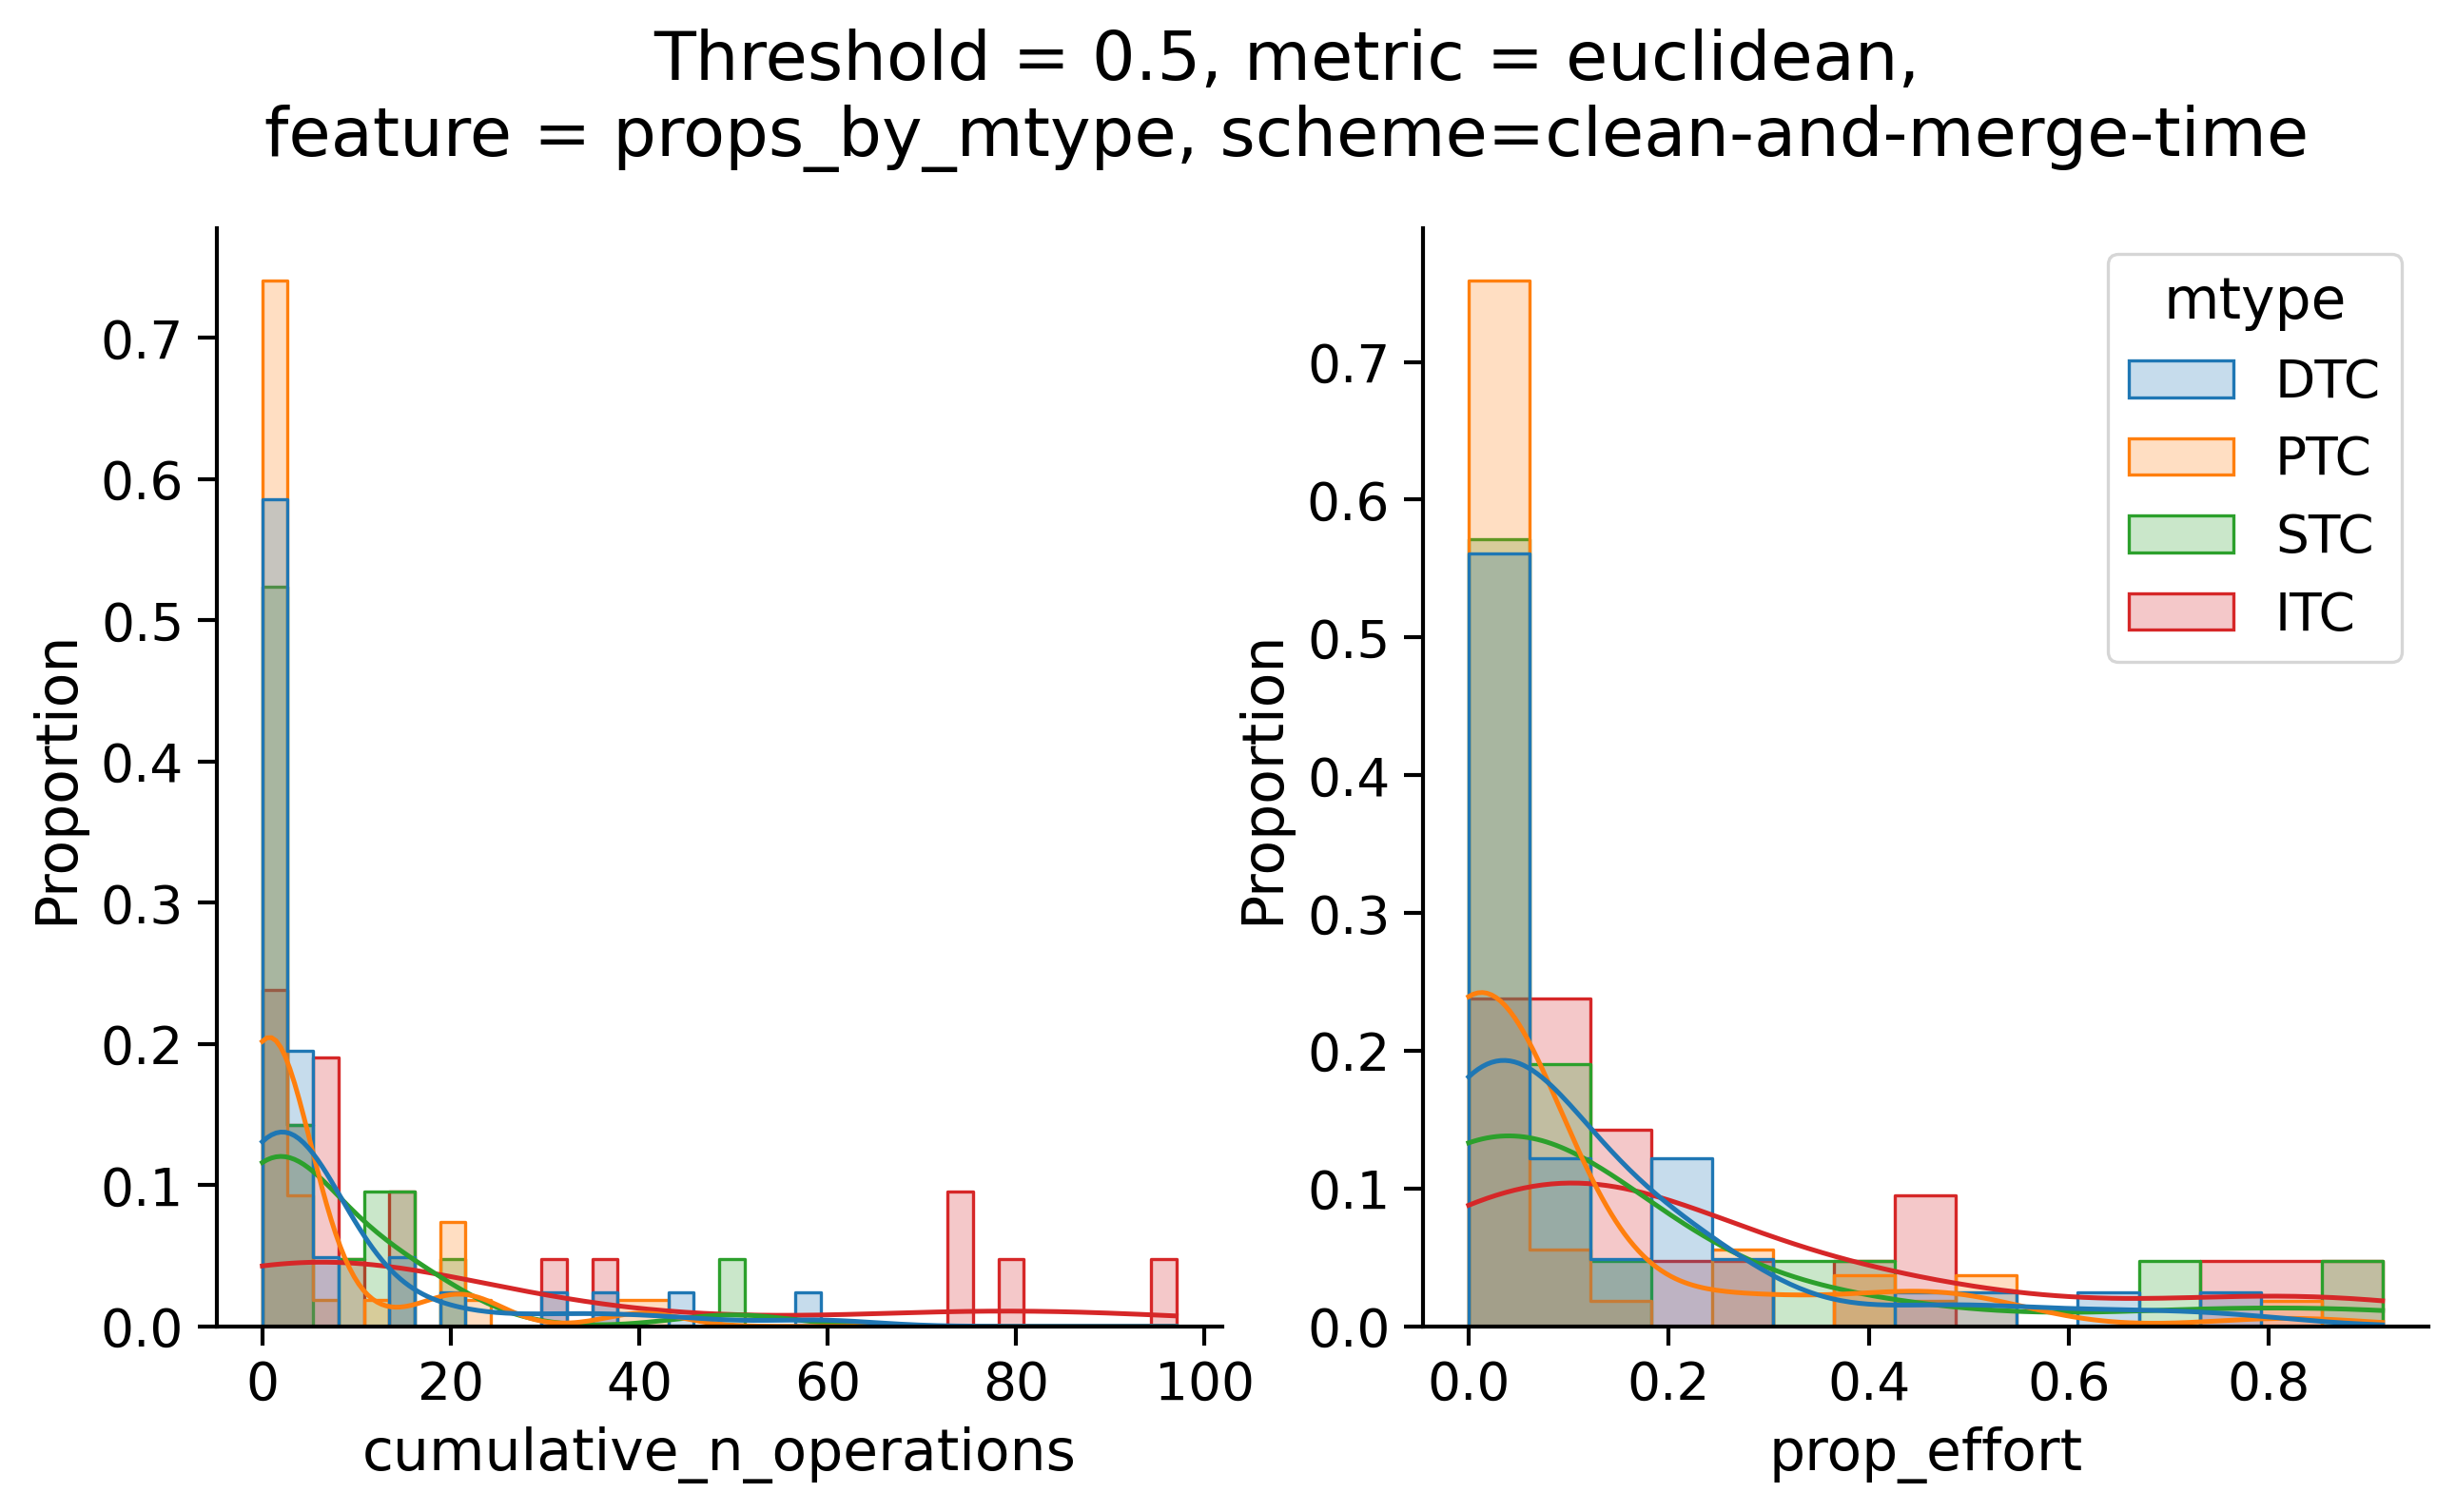 Threshold = 0.5, metric = euclidean,
feature = props_by_mtype, scheme=clean-and-merge-time
Proportion
0.7
0.6
0.5
0.4
0.3
0.2
0.1
0.0
0
20
40
60
80
100
cumulative_n_operations
Proportion
0.7
0.6
0.5
0.4
0.3
0.2
0.1
0.0
0.0
0.2
0.4
0.6
0.8
prop_effort
mtype
DTC
PTC
STC
ITC